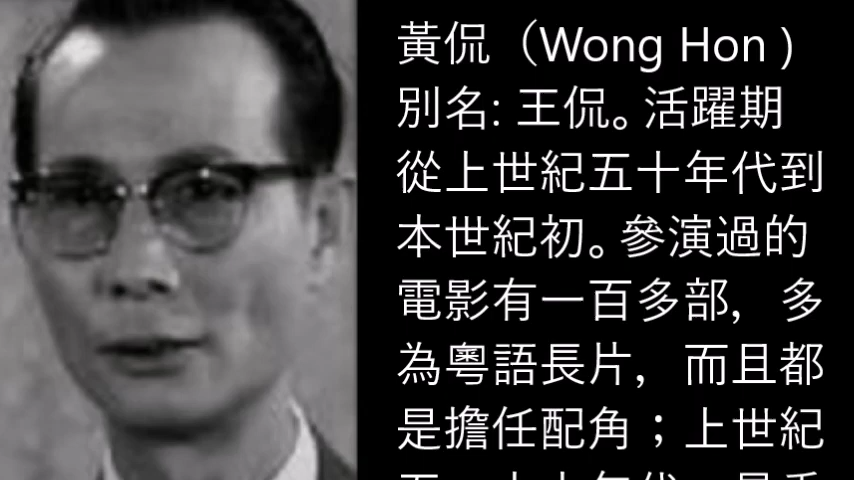 黃侃（Wong Hon )
別名: 王侃。活躍期
從上世紀五十年代到
本世紀初。參演過的
電影有一百多部，多
為粵語長片，而且都
是擔任配角；上世紀